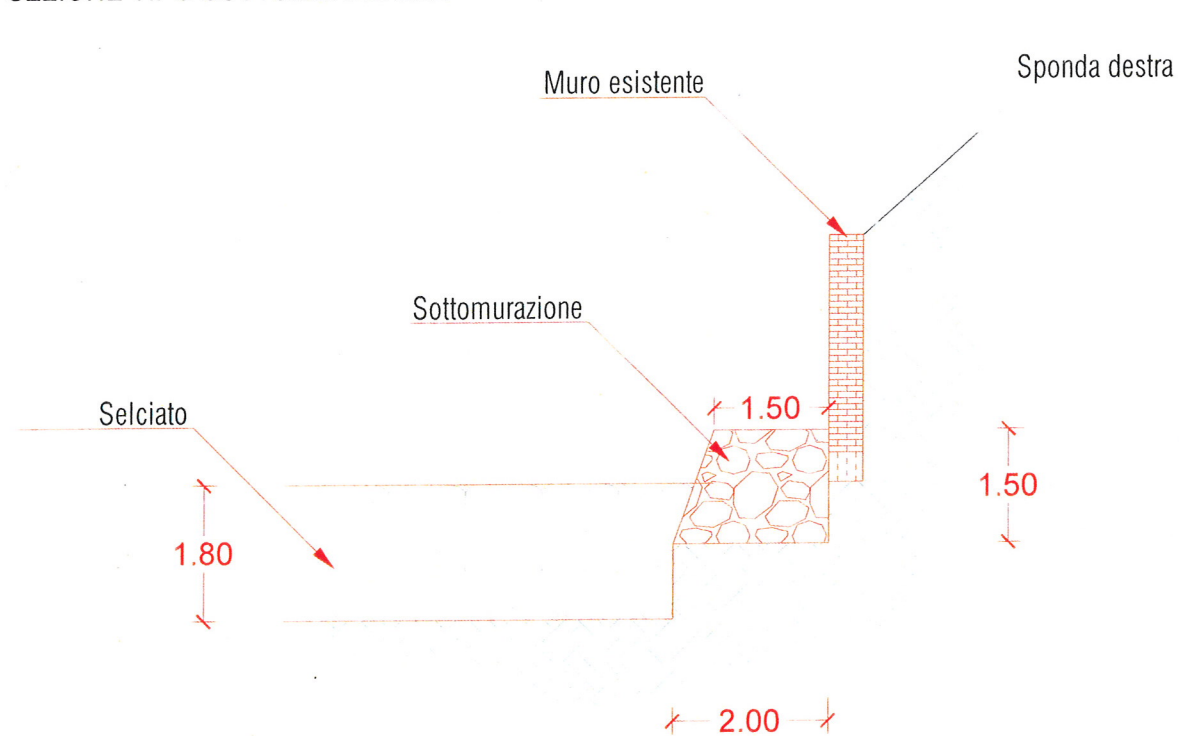 Sponda destra
Muro esistente
Sottomurazione
Selciato
1.50
1.50
1.80
2.00